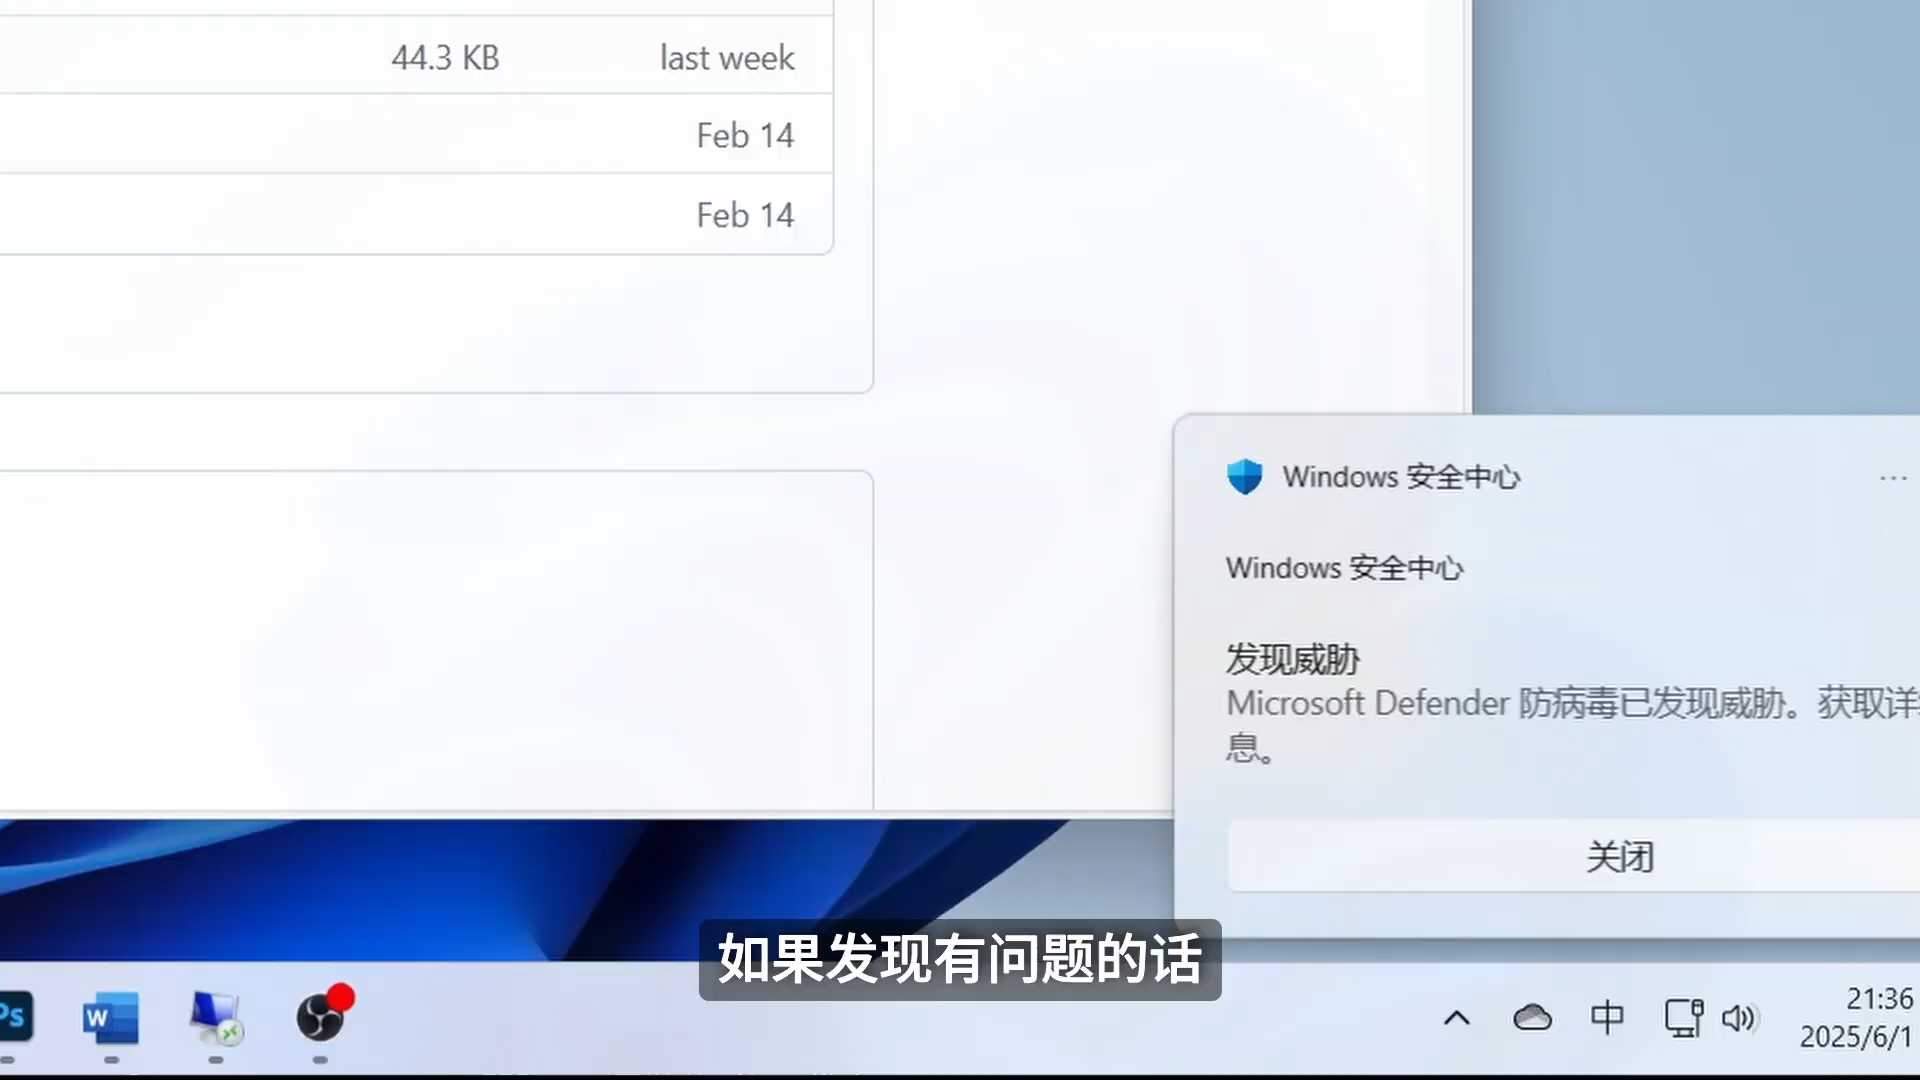 44.3 KB last week
Feb 14
Feb 14
Windows 安全中心
Windows 安全中心
发现威胁
Microsoft Defender 防病毒已发现威胁。获取详
息。
关闭
如果发现有问题的话
Ps
W
中
21:36
2025/6/1